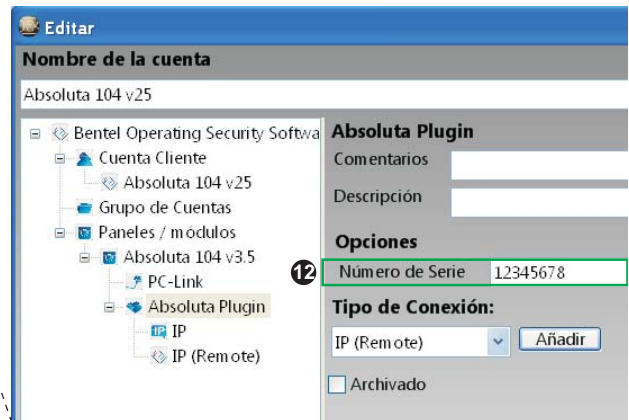 Editar
Nombre de la cuenta
Absoluta 104 v25
Bentel Operating Security Softwa
Cuenta Cliente
Absoluta 104 v25
Grupo de Cuentas
Paneles / módulos
Absoluta 104 v3.5
PC-Link
Absoluta Plugin
IP
IP (Remote)
Absoluta Plugin
Comentarios
Descripción
Opciones
12 Número de Serie 12345678
Tipo de Conexión:
IP (Remote) Añadir
Archivado